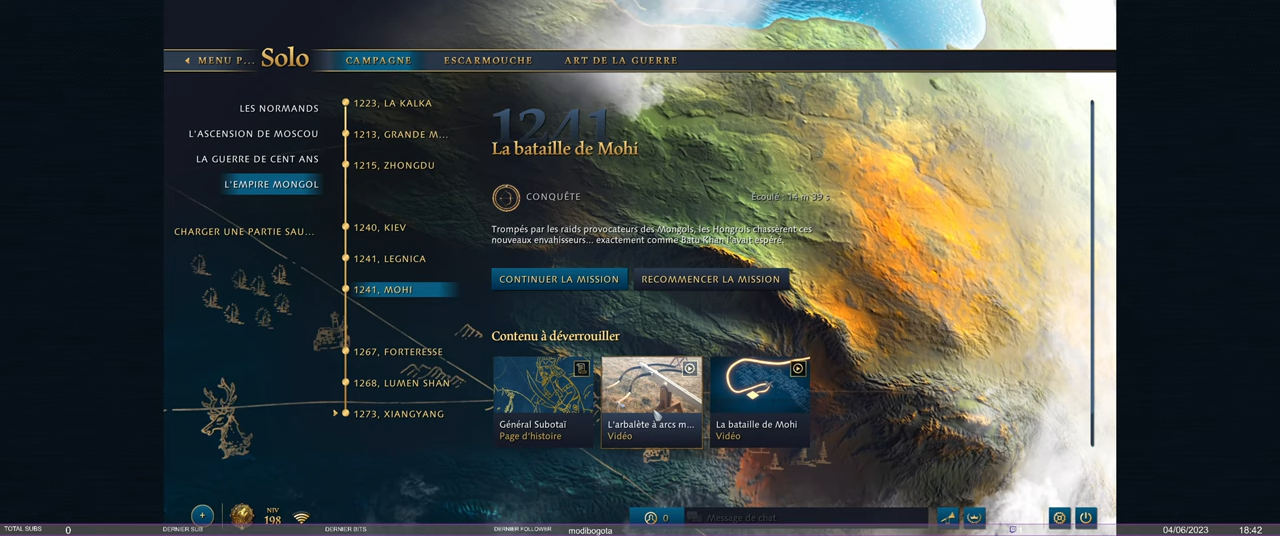 MENU P... Solo CAMPAGNE ESCARMOUCHE ART DE LA GUERRE
LES NORMANDS
L'ASCENSION DE MOSCOU
LA GUERRE DE CENT ANS
L'EMPIRE MONGOL
CHARGER UNE PARTIE SAU...
1223, LA KALKA
1213, GRANDE M...
1215, ZHONGDU
1240, KIEV
1241, LEGNICA
1241, MOHI
1267, FORTERESSE
1268, LUMEN SHAN
1273, XIANGYANG
1241
La bataille de Mohi
CONQUÊTE
Écoulé : 14 m 39 s
Trompés par les raids provocateurs des Mongols, les Hongrois chassèrent ces
nouveaux envahisseurs... exactement comme Batu Khan l'avait espéré.
CONTINUER LA MISSION RECOMMENCER LA MISSION
Contenu à déverrouiller
Général Subotaï
Page d'histoire
L'arbalète à arcs m...
Vidéo
La bataille de Mohi
Vidéo
NIV
198
0
Message de chat
TOTAL SUBS 0 DERNIER SUB DERNIER BITS DERNIER FOLLOWER modibogota 04/06/2023 18:42